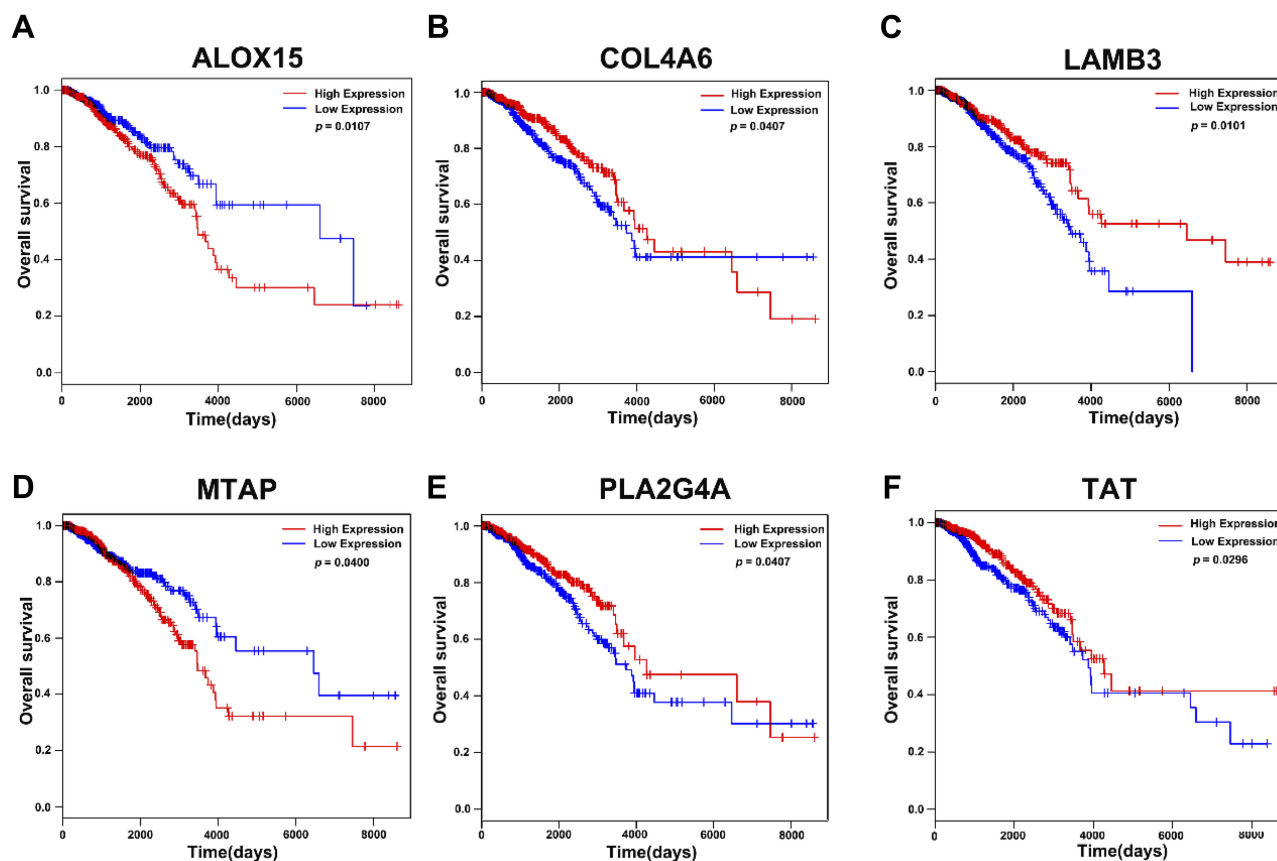 A
ALOX15
High Expression
Low Expression
p = 0.0107
Overall survival
1.0
0.8
0.6
0.4
0.2
0.0
0 2000 4000 6000 8000
Time(days)
B
COL4A6
High Expression
Low Expression
p = 0.0407
Overall survival
1.0
0.8
0.6
0.4
0.2
0.0
0 2000 4000 6000 8000
Time(days)
C
LAMB3
High Expression
Low Expression
p = 0.0101
Overall survival
1.0
0.8
0.6
0.4
0.2
0.0
0 2000 4000 6000 8000
Time(days)
D
MTAP
High Expression
Low Expression
p = 0.0400
Overall survival
1.0
0.8
0.6
0.4
0.2
0.0
0 2000 4000 6000 8000
Time(days)
E
PLA2G4A
High Expression
Low Expression
p = 0.0407
Overall survival
1.0
0.8
0.6
0.4
0.2
0.0
0 2000 4000 6000 8000
Time(days)
F
TAT
High Expression
Low Expression
p = 0.0296
Overall survival
1.0
0.8
0.6
0.4
0.2
0.0
0 2000 4000 6000 8000
Time(days)